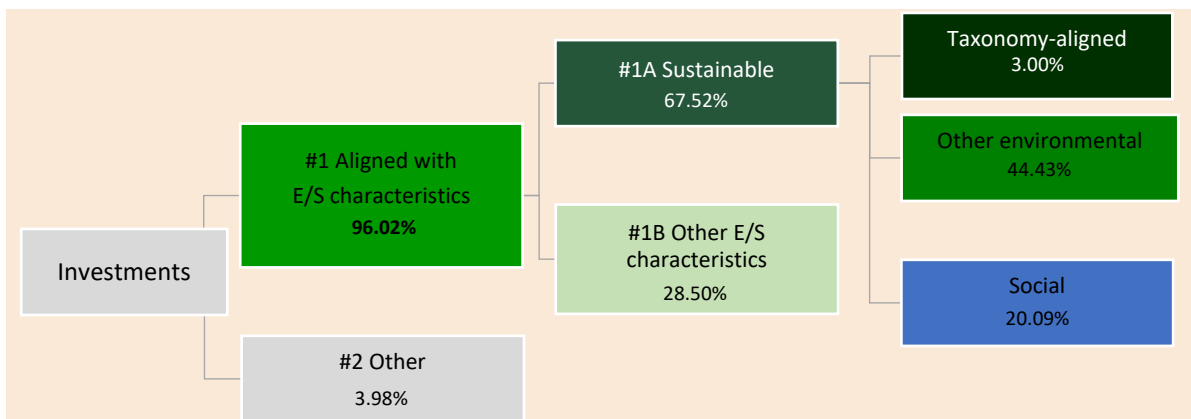 Investments
#1 Aligned with
E/S characteristics
96.02%
#2 Other
3.98%
#1A Sustainable
67.52%
#1B Other E/S
characteristics
28.50%
Taxonomy-aligned
3.00%
Other environmental
44.43%
Social
20.09%